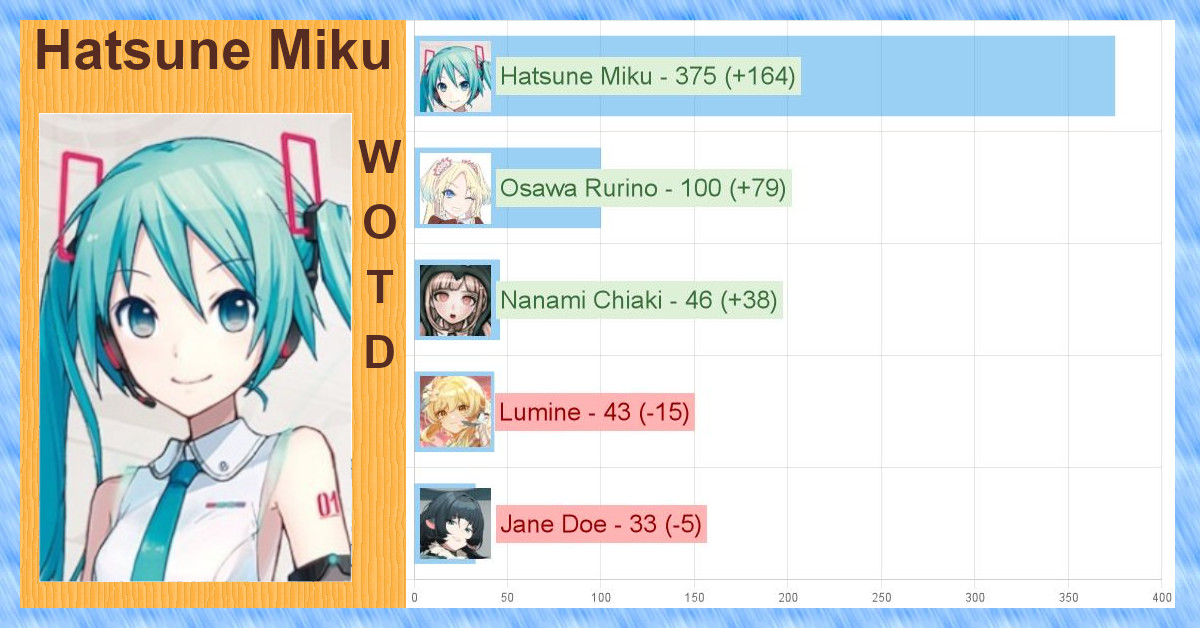 Hatsune Miku
W
O
T
D
01
Hatsune Miku - 375 (+164)
Osawa Rurino - 100 (+79)
Nanami Chiaki - 46 (+38)
Lumine - 43 (-15)
Jane Doe - 33 (-5)
0 50 100 150 200 250 300 350 400